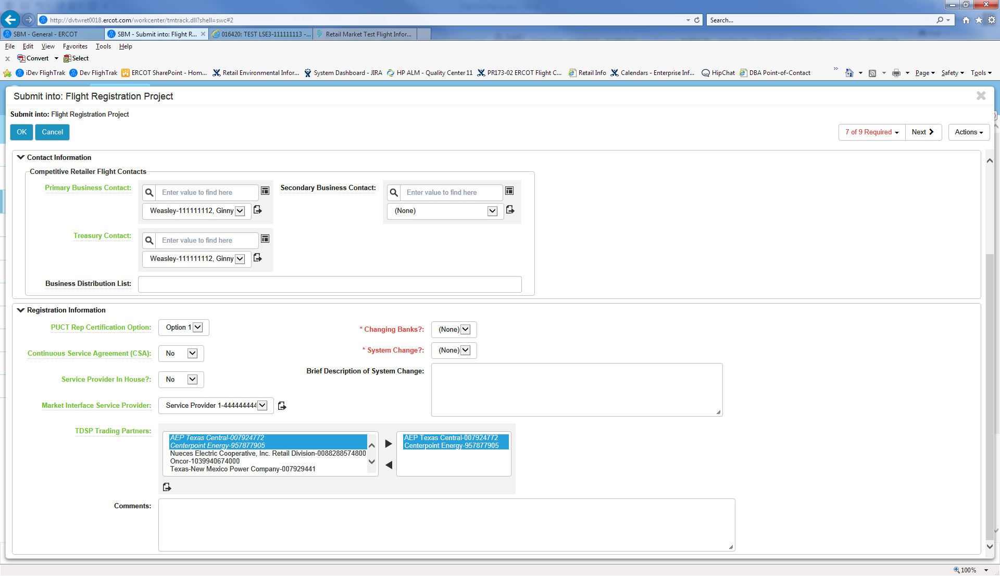 http://dvtwret0018.ercot.com/workcenter/tmtrack.dll?shell=swc#2
Search...
SBM - General - ERCOT
SBM - Submit into: Flight R...
016420: TEST LSE3-111111113 -...
Retail Market Test Flight Infor...
File Edit View Favorites Tools Help
x Convert Select
iDev FlighTrak
Dev FlighTrak
ERCOT SharePoint - Hom...
Retail Environmental Infor...
System Dashboard - JIRA
HP ALM - Quality Center 11
PR173-02 ERCOT Flight C...
Retail Info
Calendars - Enterprise Inf...
HipChat
DBA Point-of-Contact
»
Page Safety Tools
Submit into: Flight Registration Project
Submit into: Flight Registration Project
OK Cancel
7 of 9 Required
Next
Actions
Contact Information
Competitive Retailer Flight Contacts
Primary Business Contact:
Enter value to find here
Weasley-111111112, Ginny
Secondary Business Contact:
Enter value to find here
(None)
Treasury Contact:
Enter value to find here
Weasley-111111112, Ginny
Business Distribution List:
Registration Information
PUCT Rep Certification Option: Option 1
* Changing Banks?: (None)
Continuous Service Agreement (CSA): No
* System Change?: (None)
Service Provider In House?: No
Brief Description of System Change:
Market Interface Service Provider: Service Provider 1-444444444
TDSP Trading Partners:
AEP Texas Central-007924772
Centerpoint Energy-957877905
Nueces Electric Cooperative, Inc. Retail Division-0088288574800
Oncor-1039940674000
Texas-New Mexico Power Company-007929441
AEP Texas Central-007924772
Centerpoint Energy-957877905
Comments:
100%